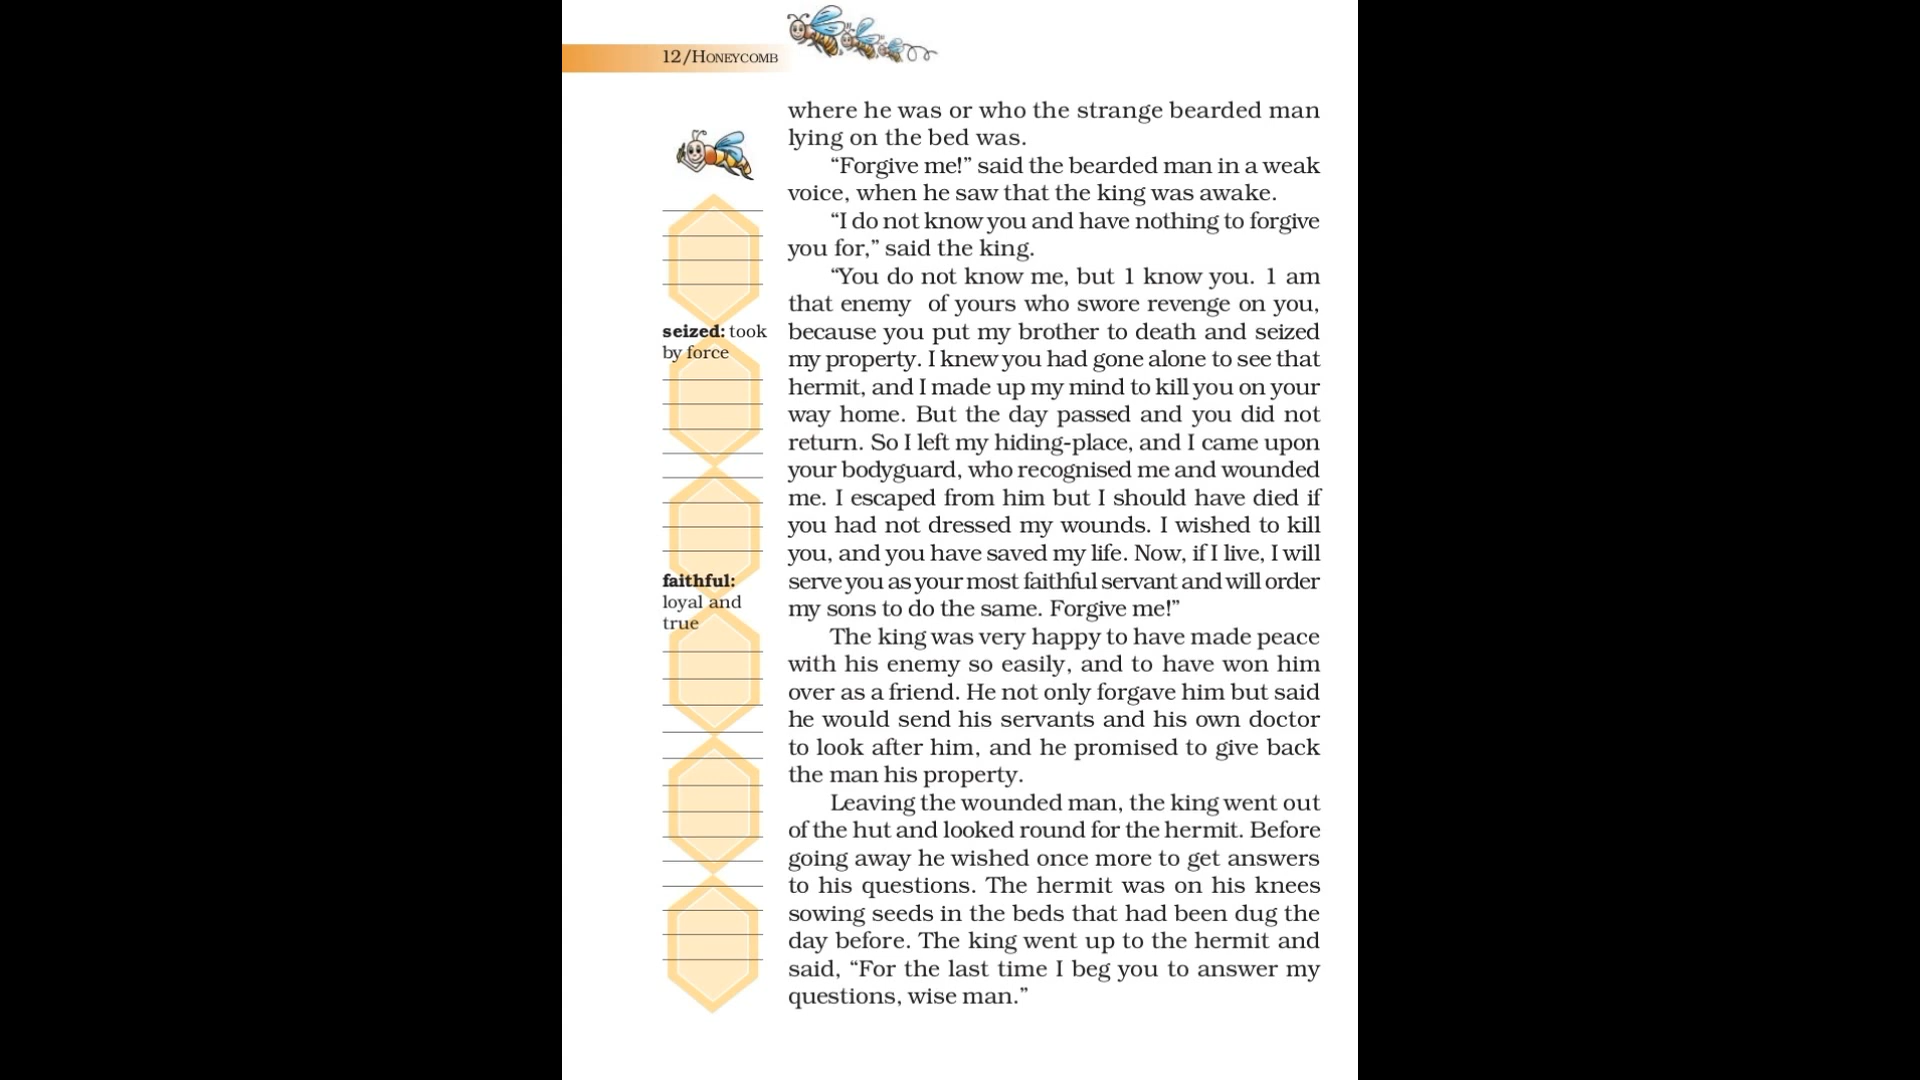 12/HONEYCOMB
where he was or who the strange bearded man
lying on the bed was.
“Forgive me!” said the bearded man in a weak
voice, when he saw that the king was awake.
“I do not know you and have nothing to forgive
you for,” said the king.
“You do not know me, but 1 know you. 1 am
that enemy of yours who swore revenge on you,
because you put my brother to death and seized
my property. I knew you had gone alone to see that
hermit, and I made up my mind to kill you on your
way home. But the day passed and you did not
return. So I left my hiding-place, and I came upon
your bodyguard, who recognised me and wounded
me. I escaped from him but I should have died if
you had not dressed my wounds. I wished to kill
you, and you have saved my life. Now, if I live, I will
serve you as your most faithful servant and will order
my sons to do the same. Forgive me!”
The king was very happy to have made peace
with his enemy so easily, and to have won him
over as a friend. He not only forgave him but said
he would send his servants and his own doctor
to look after him, and he promised to give back
the man his property.
Leaving the wounded man, the king went out
of the hut and looked round for the hermit. Before
going away he wished once more to get answers
to his questions. The hermit was on his knees
sowing seeds in the beds that had been dug the
day before. The king went up to the hermit and
said, “For the last time I beg you to answer my
questions, wise man.”
seized: took
by force
faithful:
loyal and
true